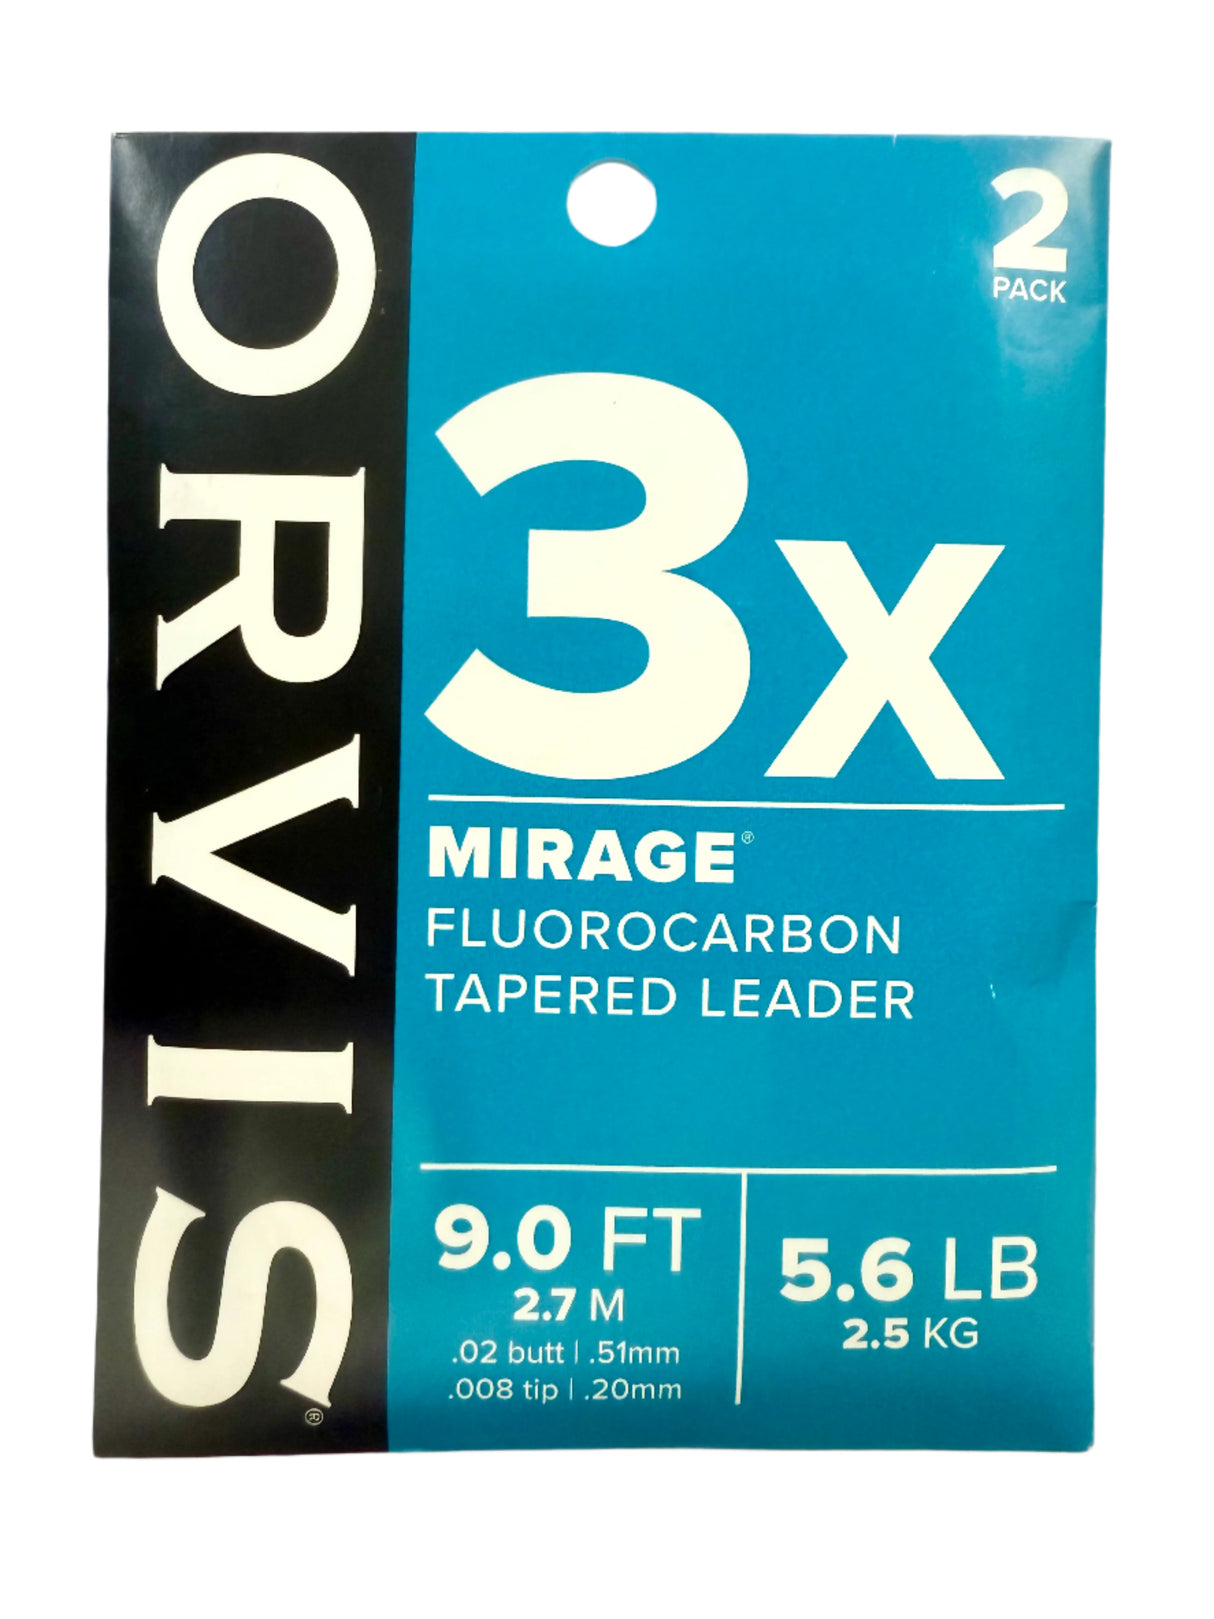 ORVIS®
2
PACK
3x
MIRAGE®
FLUOROCARBON
TAPERED LEADER
9.0 FT
2.7 M
.02 butt | .51mm
.008 tip | .20mm
5.6 LB
2.5 KG